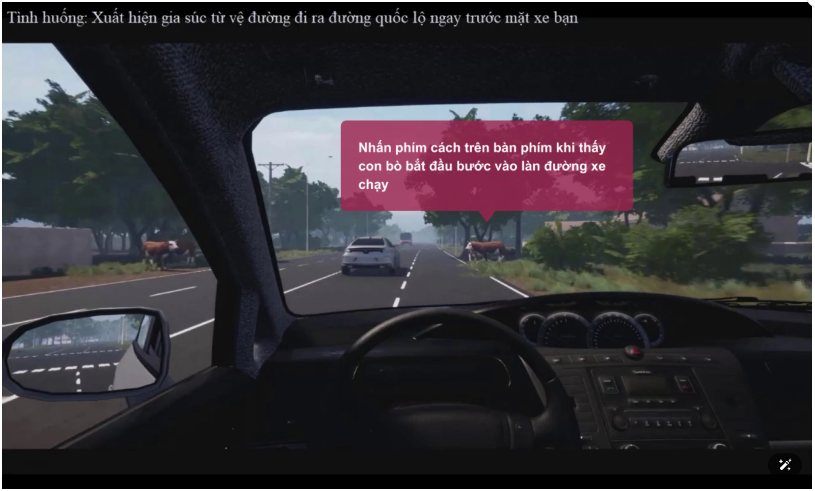 Tình huống: Xuất hiện gia súc từ vệ đường đi ra đường quốc lộ ngay trước mặt xe bạn
Nhấn phím cách trên bàn phím khi thấy
con bò bắt đầu bước vào làn đường xe
chạy